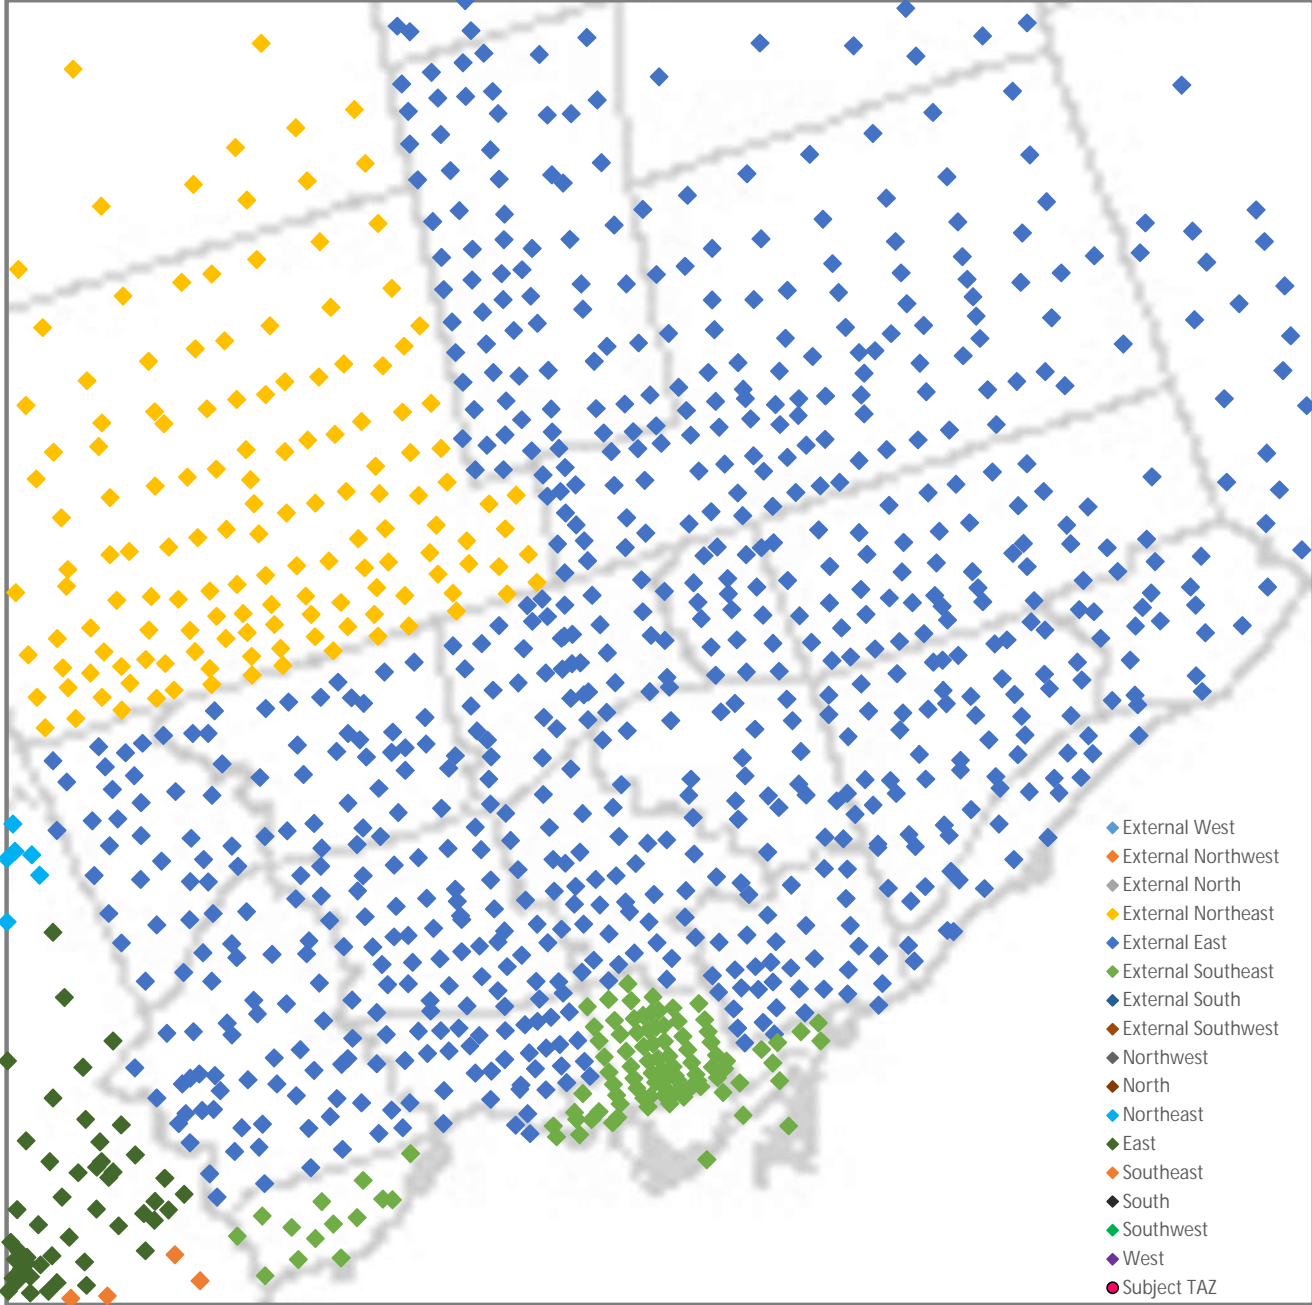 External West
External Northwest
External North
External Northeast
External East
External Southeast
External South
External Southwest
Northwest
North
Northeast
East
Southeast
South
Southwest
West
Subject TAZ